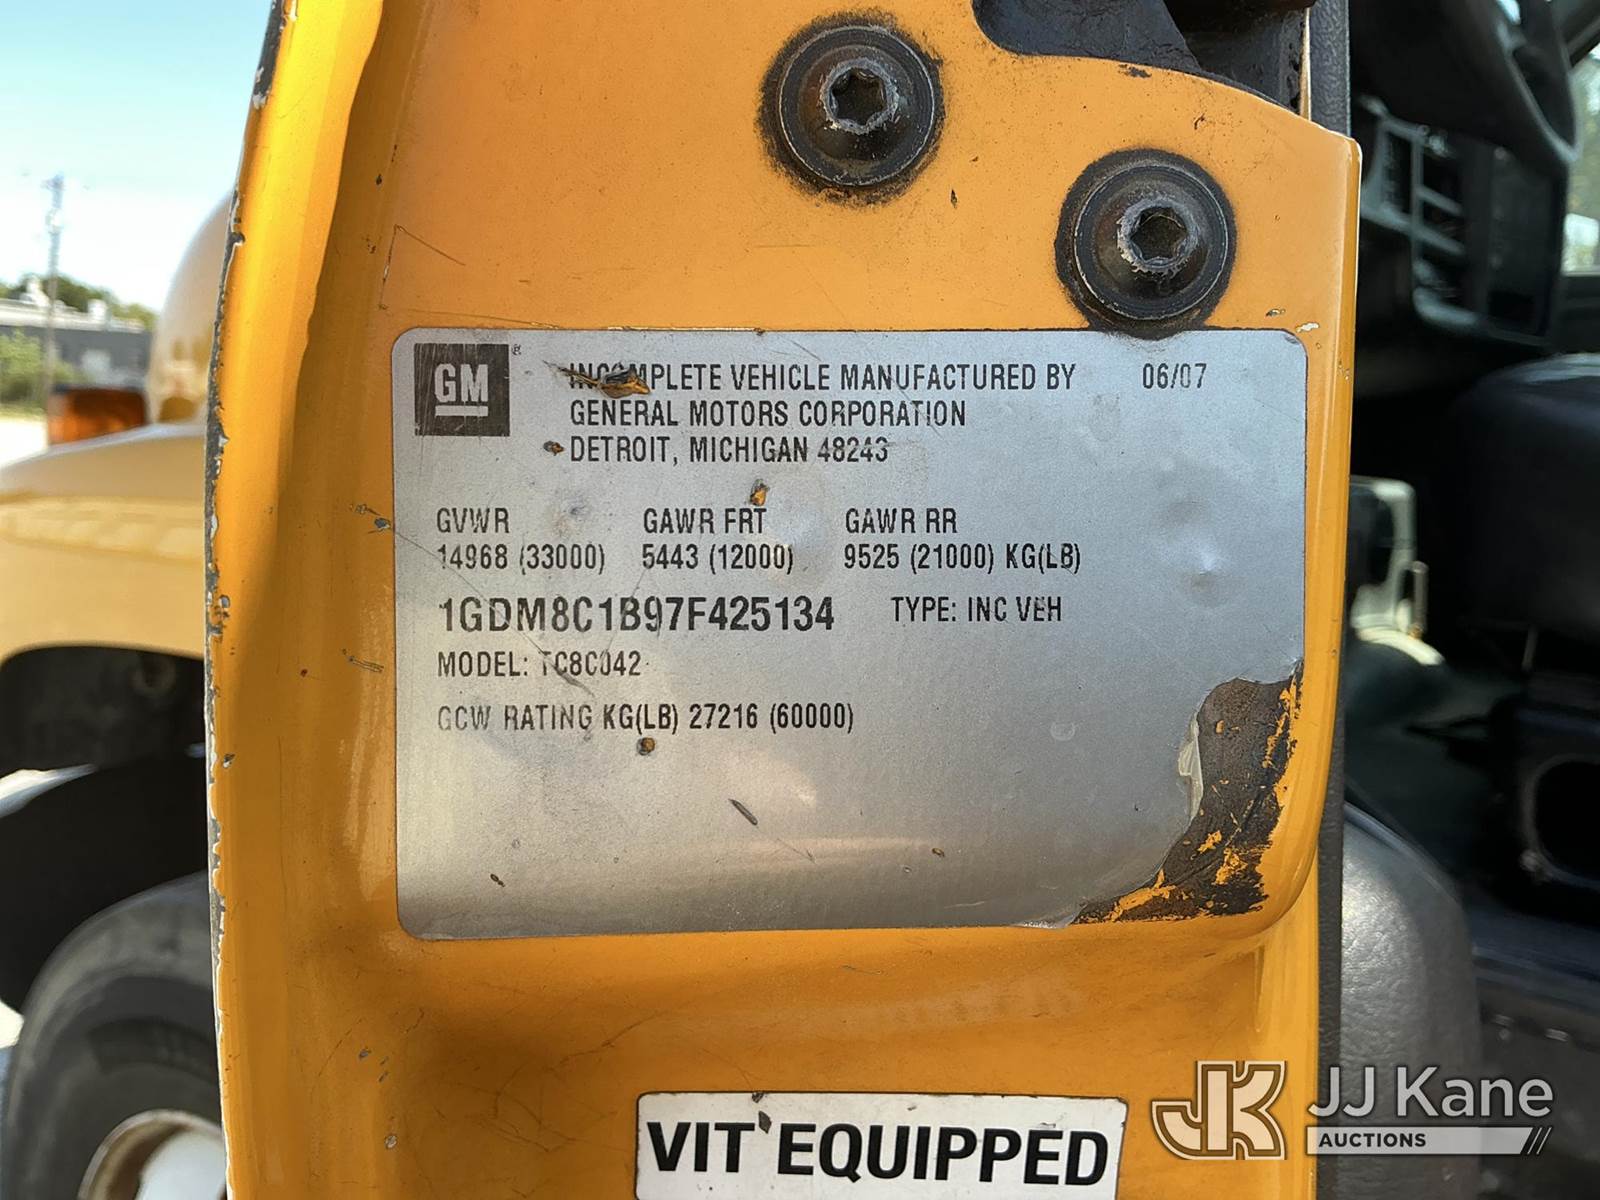 GM ®
INCOMPLETE VEHICLE MANUFACTURED BY 06/07
GENERAL MOTORS CORPORATION
DETROIT, MICHIGAN 48243
GVWR GAWR FRT GAWR RR
14968 (33000) 5443 (12000) 9525 (21000) KG(LB)
1GDM8C1B97F425134 TYPE: INC VEH
MODEL: TC8C042
GCW RATING KG(LB) 27216 (60000)
VIT EQUIPPED
JK JJ Kane
AUCTIONS